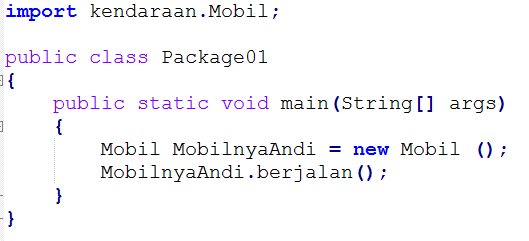 import kendaraan.Mobil;
public class Package01
{
public static void main(String[] args)
{
Mobil MobilnyaAndi = new Mobil ();
MobilnyaAndi.berjalan();
}
}